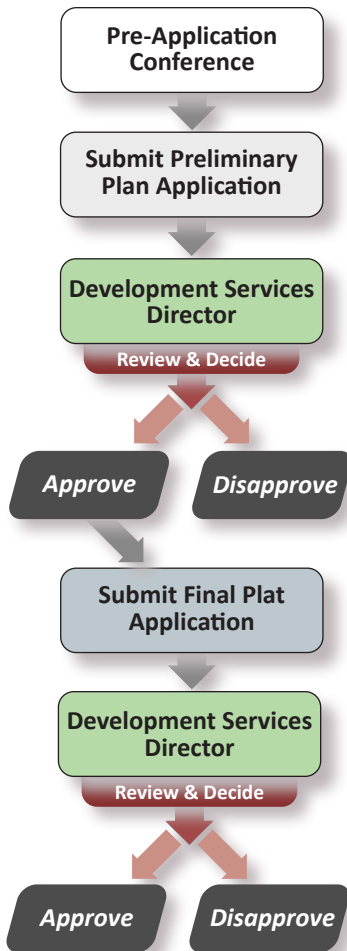 Pre-Application
Conference
Submit Preliminary
Plan Application
Development Services
Director
Review & Decide
Approve
Disapprove
Submit Final Plat
Application
Development Services
Director
Review & Decide
Approve
Disapprove